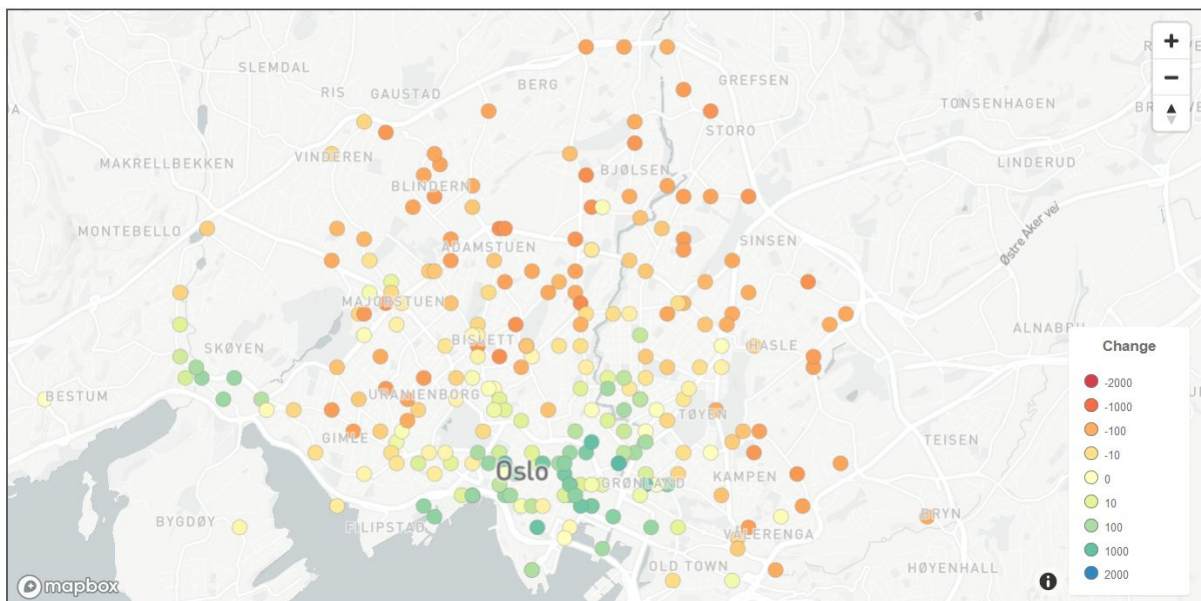 SLEMDAL
BERG
GREFSEN
RIS
GAUSTAD
TONSENHAGEN
STORO
VINDEREN
MAKRELLBEKKEN
LINDERUD
BJØLSEN
BLINDERN
MONTEBELLO
ADAMSTUEN
SINSEN
Østre Aker vei
MAJORSTUEN
ALNABRU
BISLETT
HASLE
SKØYEN
Change
-2000
-1000
-100
-10
0
10
100
1000
2000
BESTUM
URANIENBORG
TØYEN
GIMLE
TEISEN
Oslo
KAMPEN
GRØNLAND
BYGDØY
FILIPSTAD
VÅLERENGA
BRYN
OLD TOWN
HØYENHALL
mapbox